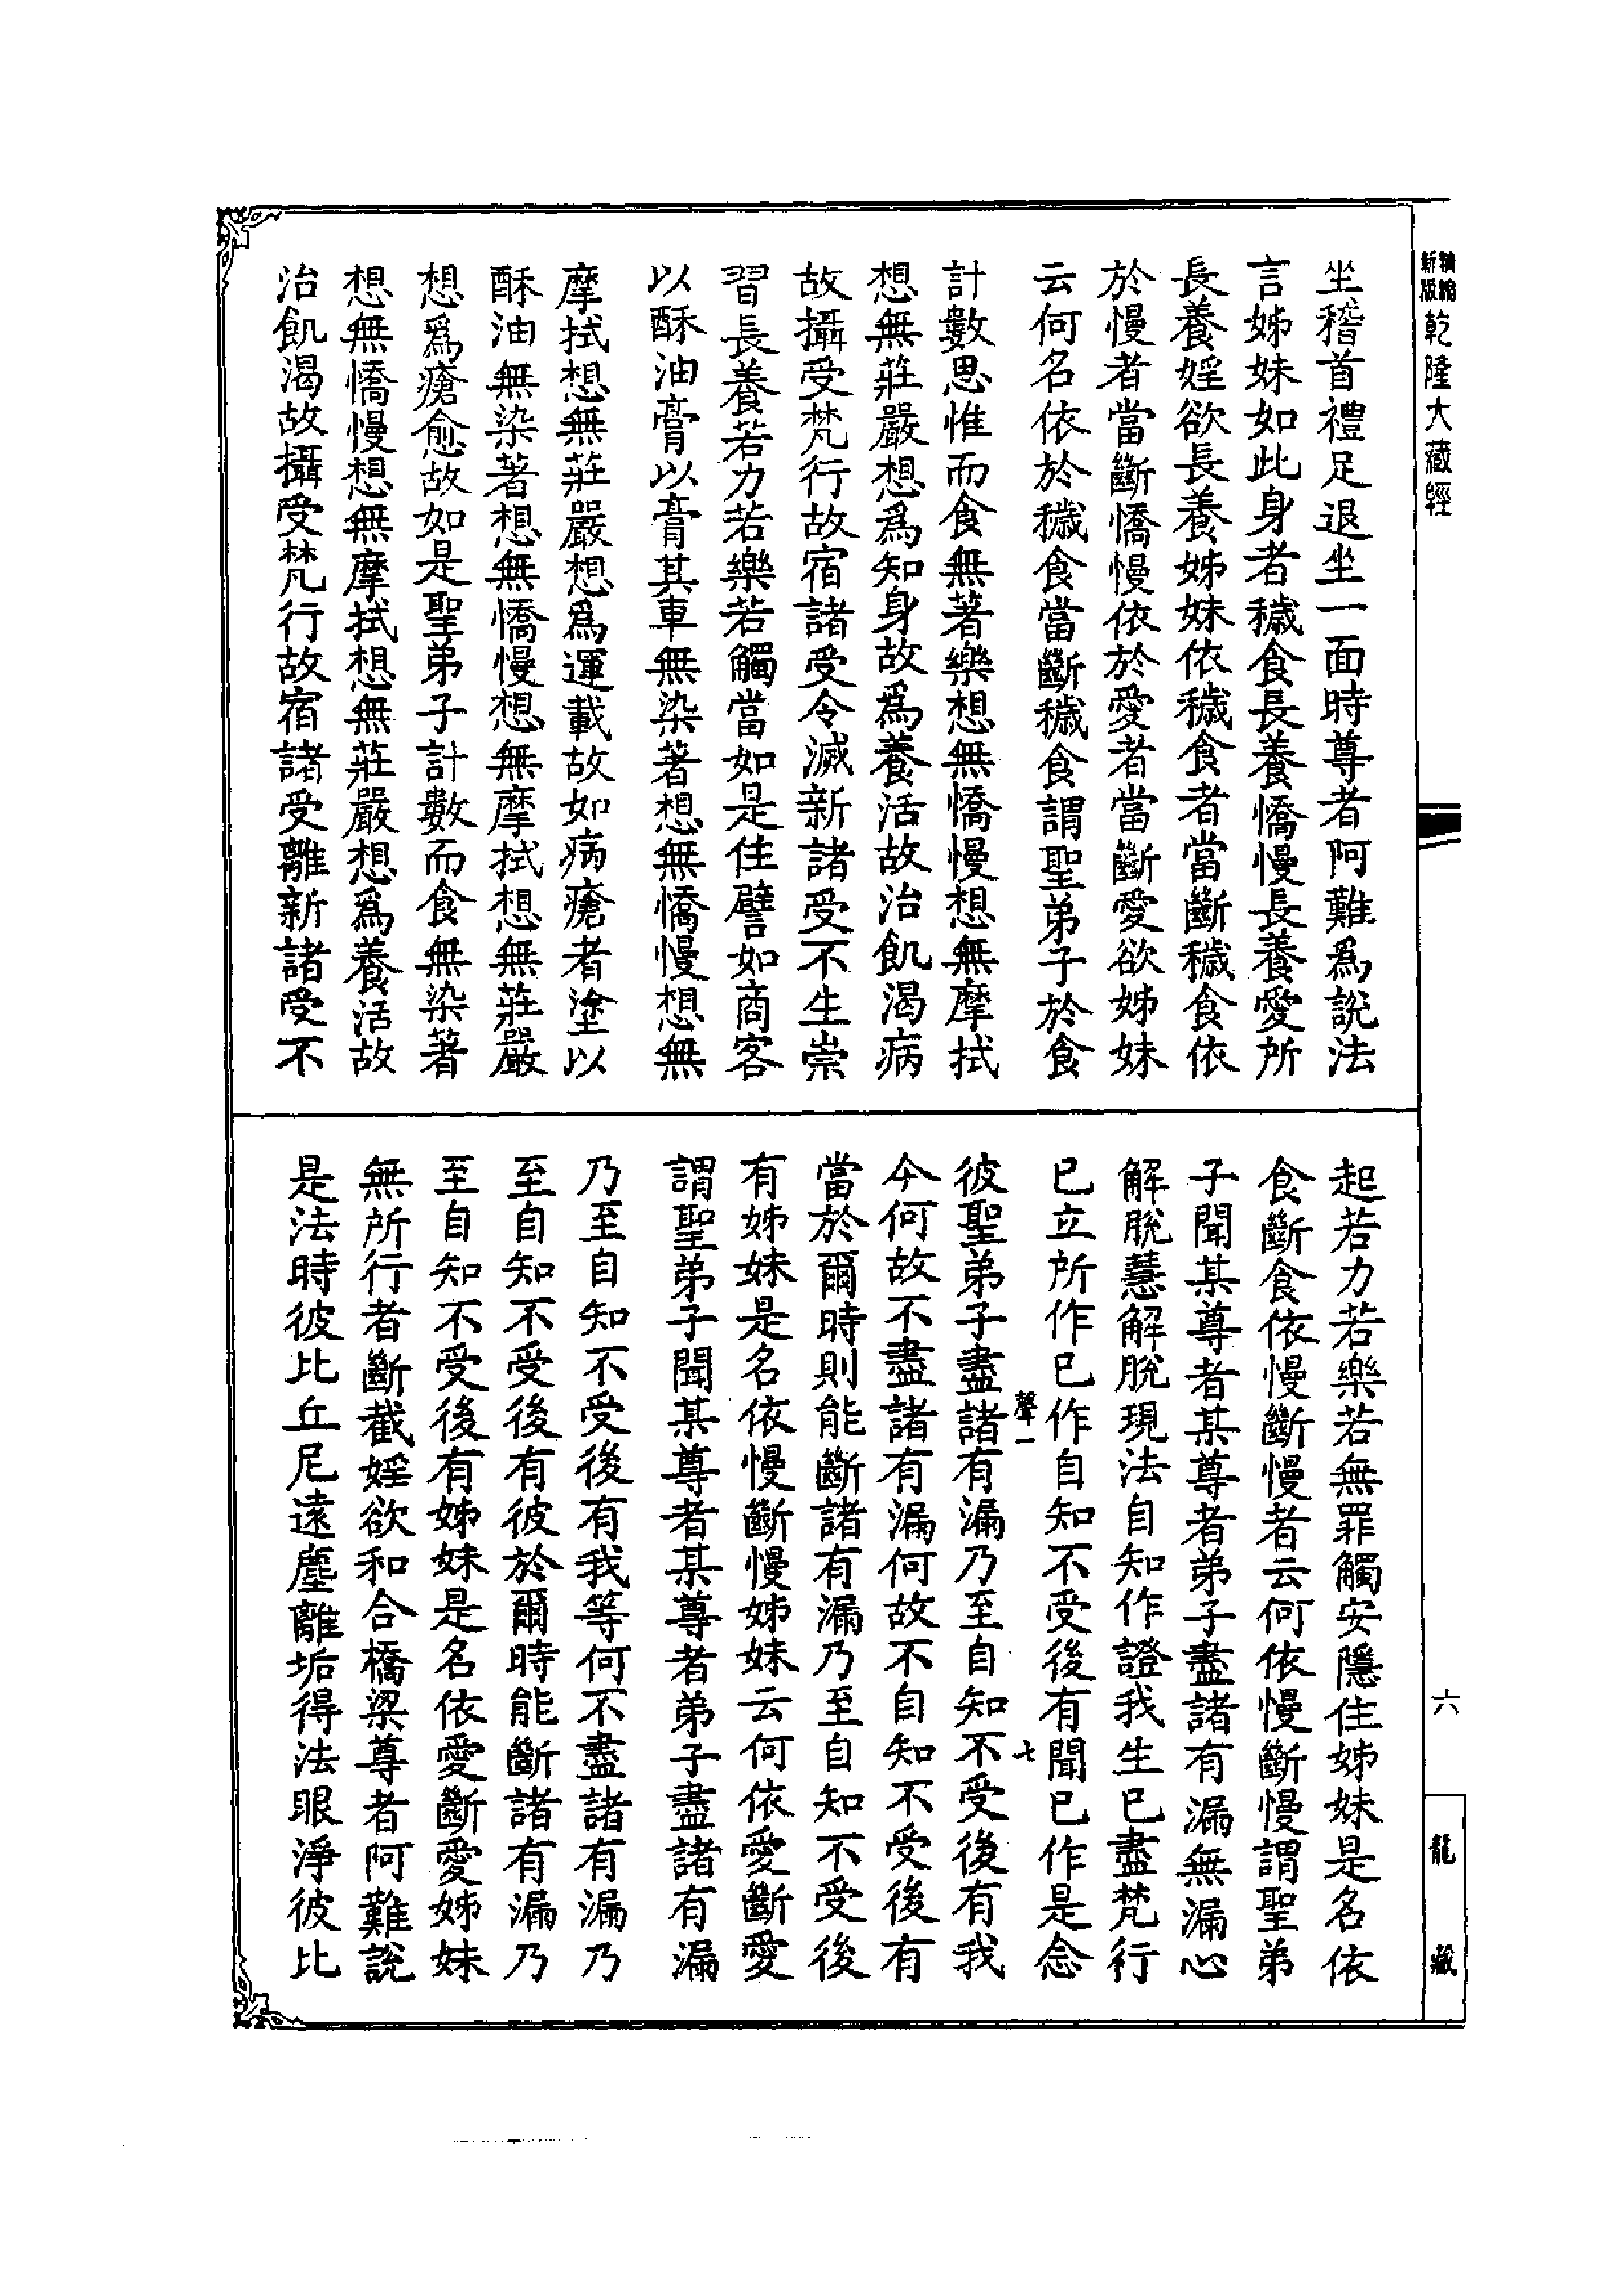 精縮新版乾隆大藏經
坐稽首禮足退坐一面時尊者阿難爲說法
言姊妹如此身者穢食長養憍慢長養愛所
長養婬欲長養姊妹依穢食者當斷穢食依
於慢者當斷憍慢依於愛者當斷愛欲姊妹
云何名依於穢食當斷穢食謂聖弟子於食
計數思惟而食無著樂想無憍慢想無摩拭
想無莊嚴想爲知身故爲養活故治飢渴病
故攝受梵行故宿諸受令滅新諸受不生崇
習長養若力若樂若觸當如是住譬如商客
以酥油膏以膏其車無染著想無憍慢想無
摩拭想無莊嚴想爲運載故如病瘡者塗以
酥油無染著想無憍慢想無摩拭想無莊嚴
想爲瘡愈故如是聖弟子計數而食無染著
想無憍慢想無摩拭想無莊嚴想爲養活故
治飢渴故攝受梵行故宿諸受離新諸受不
起若力若樂若無罪觸安隱住姊妹是名依
食斷食依慢斷慢者云何依慢斷慢謂聖弟
子聞某尊者某尊者弟子盡諸有漏無漏心
解脫慧解脫現法自知作證我生已盡梵行
已立所作已作自知不受後有聞已作是念
聲一
七
彼聖弟子盡諸有漏乃至自知不受後有我
今何故不盡諸有漏何故不自知不受後有
當於爾時則能斷諸有漏乃至自知不受後
有姊妹是名依慢斷慢姊妹云何依愛斷愛
謂聖弟子聞某尊者某尊者弟子盡諸有漏
乃至自知不受後有我等何不盡諸有漏乃
至自知不受後有彼於爾時能斷諸有漏乃
至自知不受後有姊妹是名依愛斷愛姊妹
無所行者斷截婬欲和合橋梁尊者阿難說
是法時彼比丘尼遠塵離垢得法眼淨彼比
六
龍藏